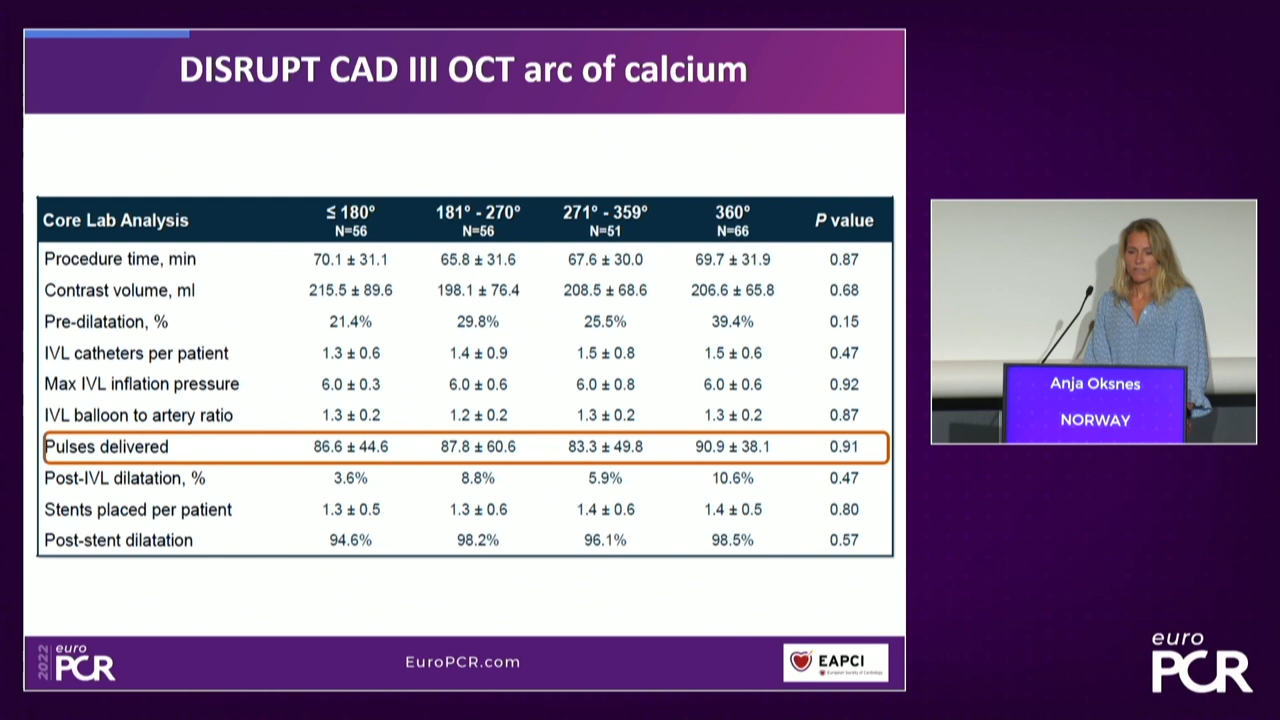 DISRUPT CAD III OCT arc of calcium
Core Lab Analysis ≤ 180º 181º - 270º 271º - 359º 360º P value
N=56 N=56 N=51 N=66
Procedure time, min 70.1 ± 31.1 65.8 ± 31.6 67.6 ± 30.0 69.7 ± 31.9 0.87
Contrast volume, ml 215.5 ± 89.6 198.1 ± 76.4 208.5 ± 68.6 206.6 ± 65.8 0.68
Pre-dilatation, % 21.4% 29.8% 25.5% 39.4% 0.15
IVL catheters per patient 1.3 ± 0.6 1.4 ± 0.9 1.5 ± 0.8 1.5 ± 0.6 0.47
Max IVL inflation pressure 6.0 ± 0.3 6.0 ± 0.6 6.0 ± 0.8 6.0 ± 0.6 0.92
IVL balloon to artery ratio 1.3 ± 0.2 1.2 ± 0.2 1.3 ± 0.2 1.3 ± 0.2 0.87
Pulses delivered 86.6 ± 44.6 87.8 ± 60.6 83.3 ± 49.8 90.9 ± 38.1 0.91
Post-IVL dilatation, % 3.6% 8.8% 5.9% 10.6% 0.47
Stents placed per patient 1.3 ± 0.5 1.3 ± 0.6 1.4 ± 0.6 1.4 ± 0.5 0.80
Post-stent dilatation 94.6% 98.2% 96.1% 98.5% 0.57
2022 euro PCR
EuroPCR.com
EAPCI
European Society of Cardiology
Anja Oksnes
NORWAY
euro
PCR